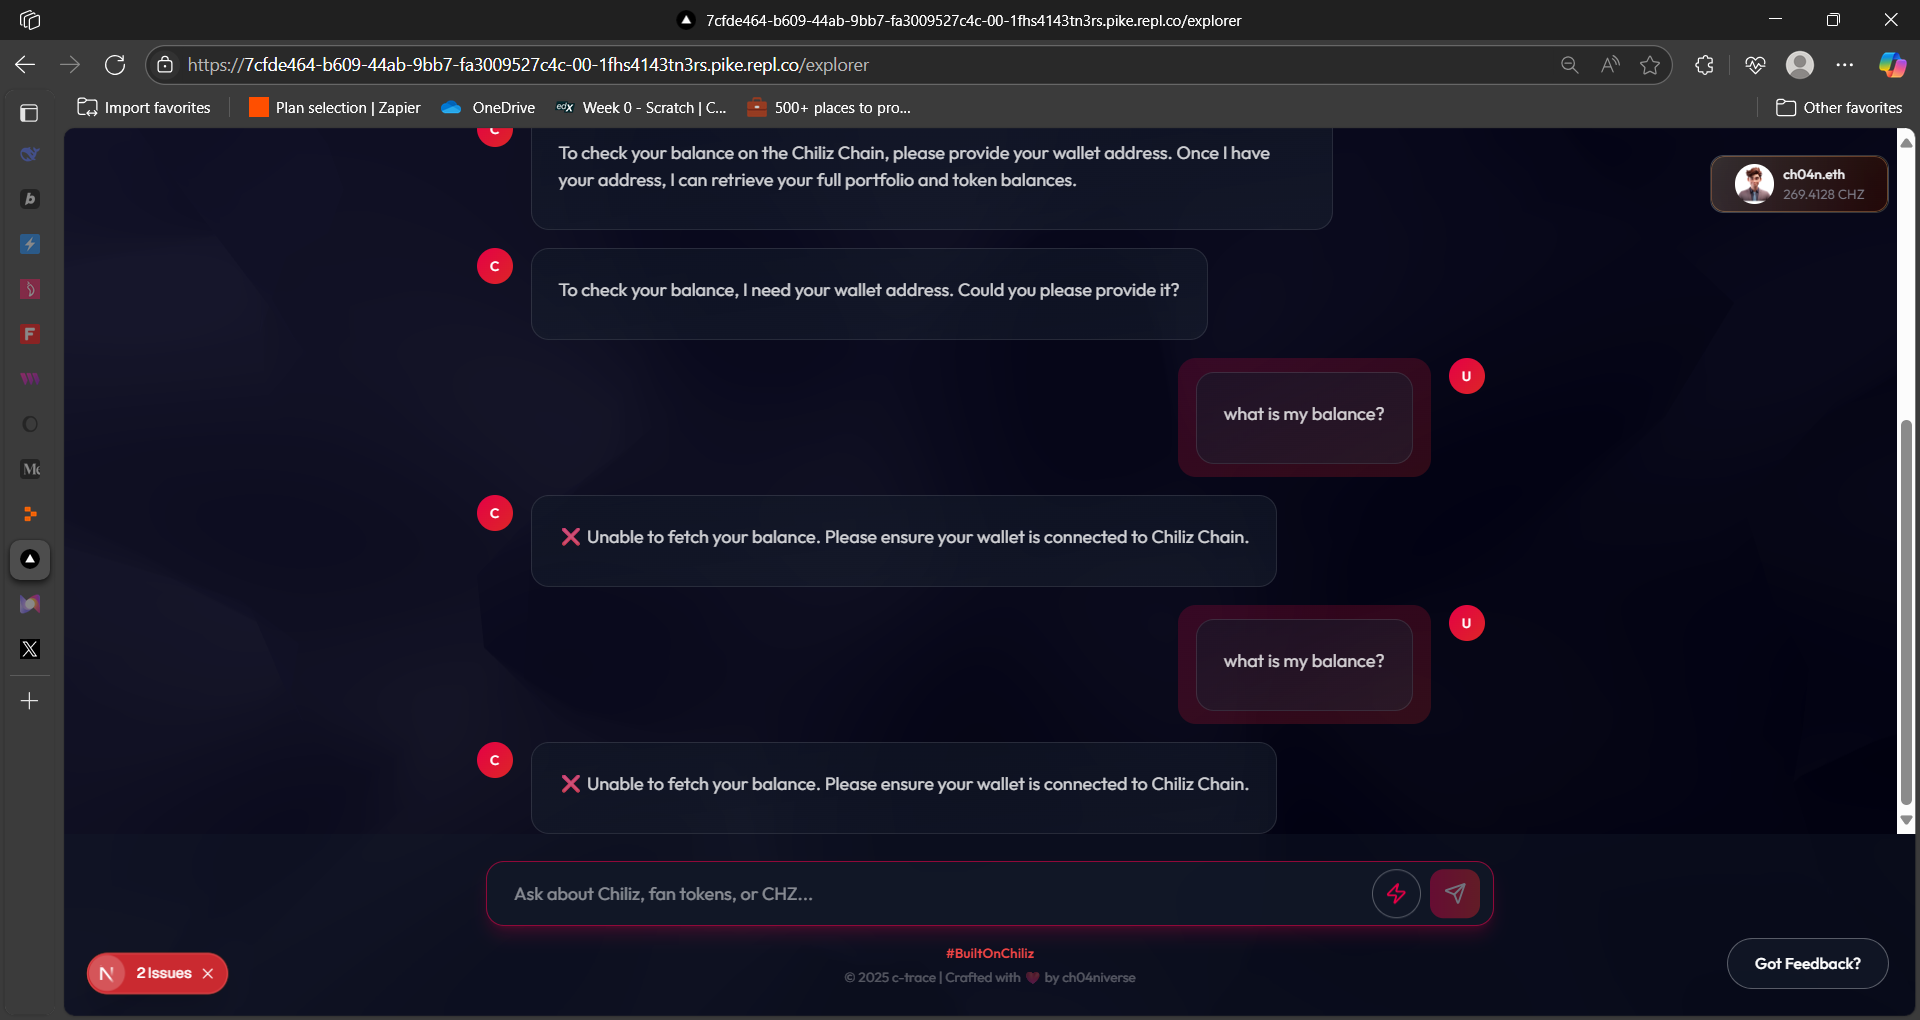 7cfde464-b609-44ab-9bb7-fa3009527c4c-00-1fhs4143tn3rs.pike.repl.co/explorer
https://7cfde464-b609-44ab-9bb7-fa3009527c4c-00-1fhs4143tn3rs.pike.repl.co/explorer
Import favorites
Plan selection | Zapier
OneDrive
edX
Week 0 - Scratch | C...
500+ places to pro...
Other favorites
C
To check your balance on the Chiliz Chain, please provide your wallet address. Once I have
your address, I can retrieve your full portfolio and token balances.
ch04n.eth
269.4128 CHZ
C
To check your balance, I need your wallet address. Could you please provide it?
U
what is my balance?
C
❌ Unable to fetch your balance. Please ensure your wallet is connected to Chiliz Chain.
U
what is my balance?
C
❌ Unable to fetch your balance. Please ensure your wallet is connected to Chiliz Chain.
Ask about Chiliz, fan tokens, or CHZ...
#BuiltOnChiliz
© 2025 c-trace | Crafted with ❤ by ch04niverse
N
2 Issues
Got Feedback?